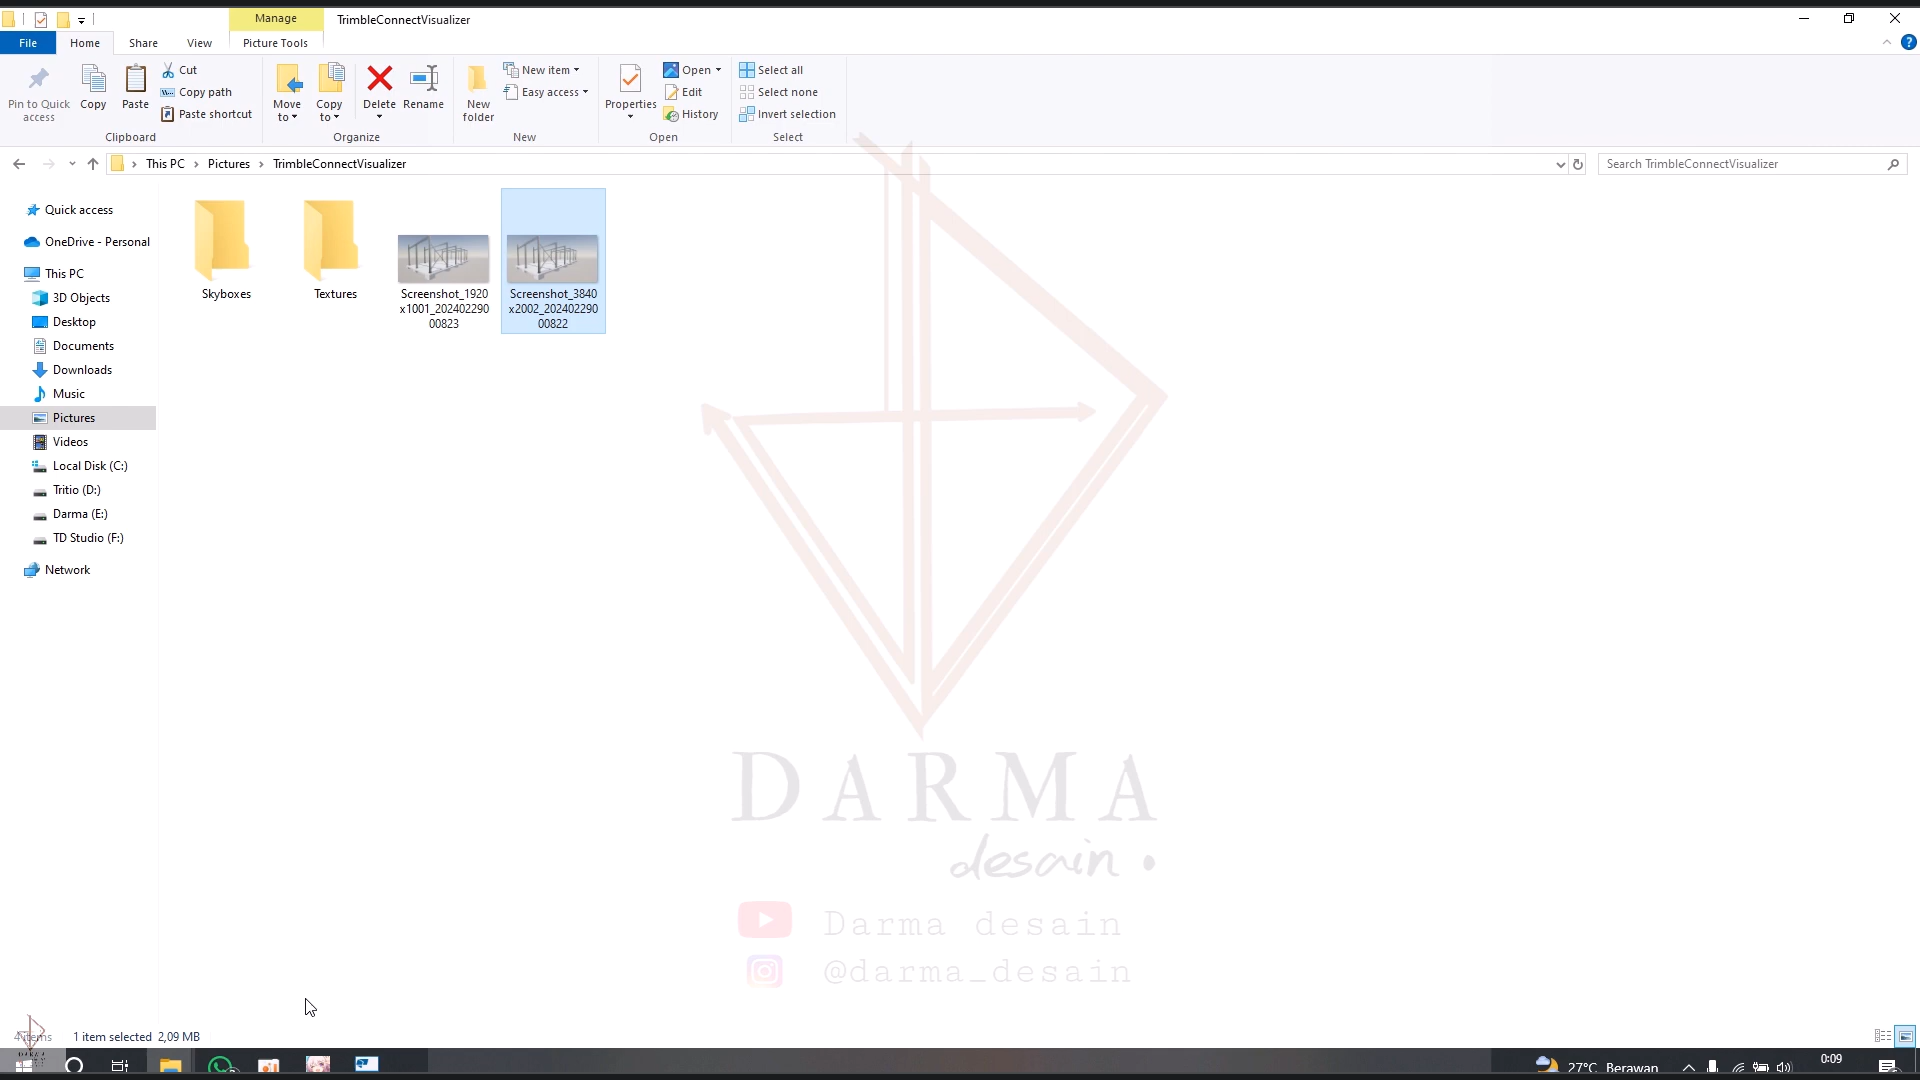 Manage
TrimbleConnectVisualizer
File
Home
Share
View
Picture Tools
Pin to Quick access
Copy
Paste
Cut
Copy path
Paste shortcut
Clipboard
Move to
Copy to
Delete
Rename
Organize
New folder
New item
Easy access
New
Properties
Open
Edit
History
Open
Select all
Select none
Invert selection
Select
This PC
Pictures
TrimbleConnectVisualizer
Search TrimbleConnectVisualizer
Quick access
OneDrive - Personal
This PC
3D Objects
Desktop
Documents
Downloads
Music
Pictures
Videos
Local Disk (C:)
Tritio (D:)
Darma (E:)
TD Studio (F:)
Network
Skyboxes
Textures
Screenshot_1920
x1001_202402290
00823
Screenshot_3840
x2002_202402290
00822
DARMA
desain
Darma desain
@darma_desain
4 items
1 item selected 2,09 MB
27°C Berawan
0:09